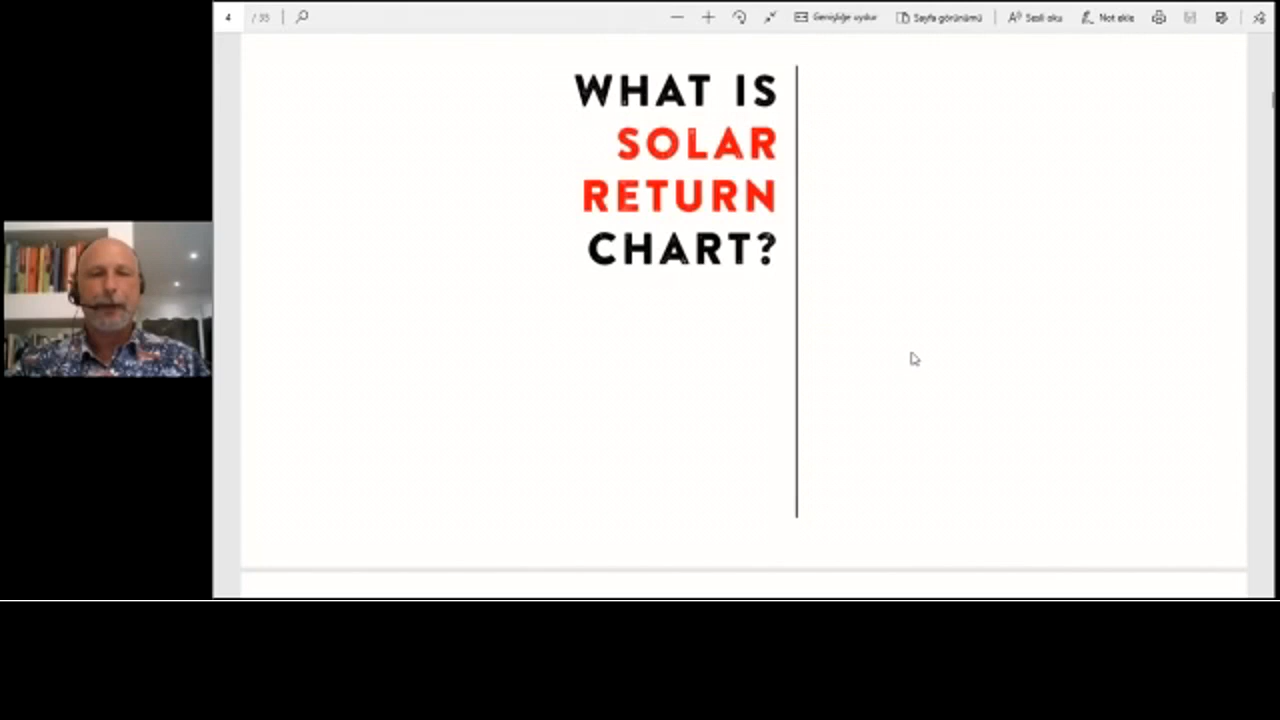 4 / 35 Genişliğe uydur Sayfa görünümü Sesli oku Not ekle
WHAT IS
SOLAR
RETURN
CHART?